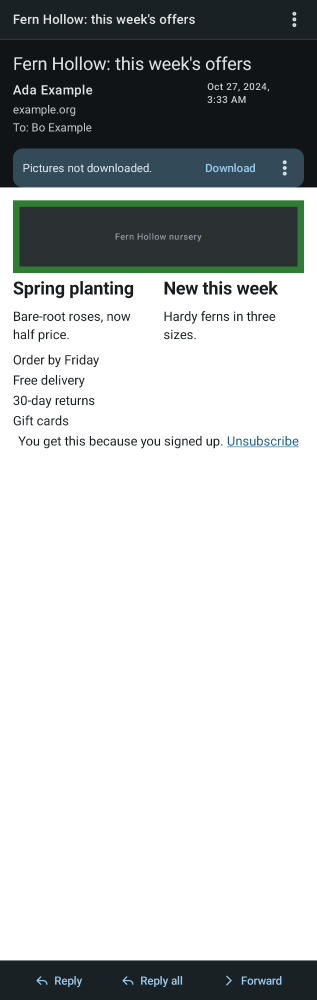 Fern Hollow: this week's offers
Fern Hollow: this week's offers
Ada Example
Oct 27, 2024,
3:33 AM
example.org
To: Bo Example
Pictures not downloaded.
Download
Fern Hollow nursery
Spring planting
Bare-root roses, now
half price.
New this week
Hardy ferns in three
sizes.
Order by Friday
Free delivery
30-day returns
Gift cards
You get this because you signed up. Unsubscribe
Reply
Reply all
Forward